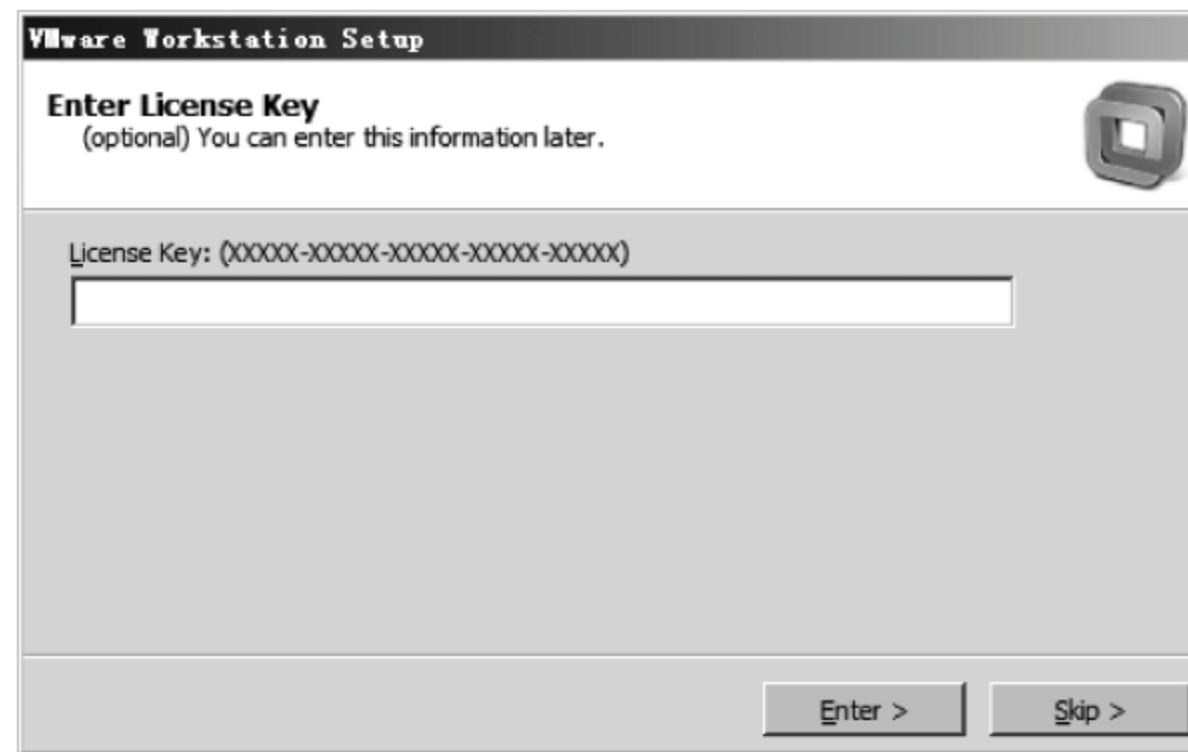 VMware Workstation Setup
Enter License Key
(optional) You can enter this information later.
License Key: (XXXXX-XXXXX-XXXXX-XXXXX-XXXXX)
Enter > Skip >